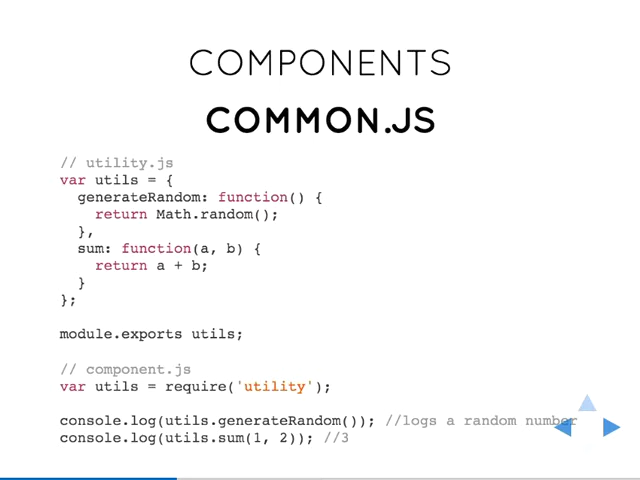 COMPONENTS
COMMON.JS
// utility.js
var utils = {
  generateRandom: function() {
    return Math.random();
  },
  sum: function(a, b) {
    return a + b;
  }
};
module.exports utils;
// component.js
var utils = require('utility');
console.log(utils.generateRandom()); //logs a random number
console.log(utils.sum(1, 2)); //3